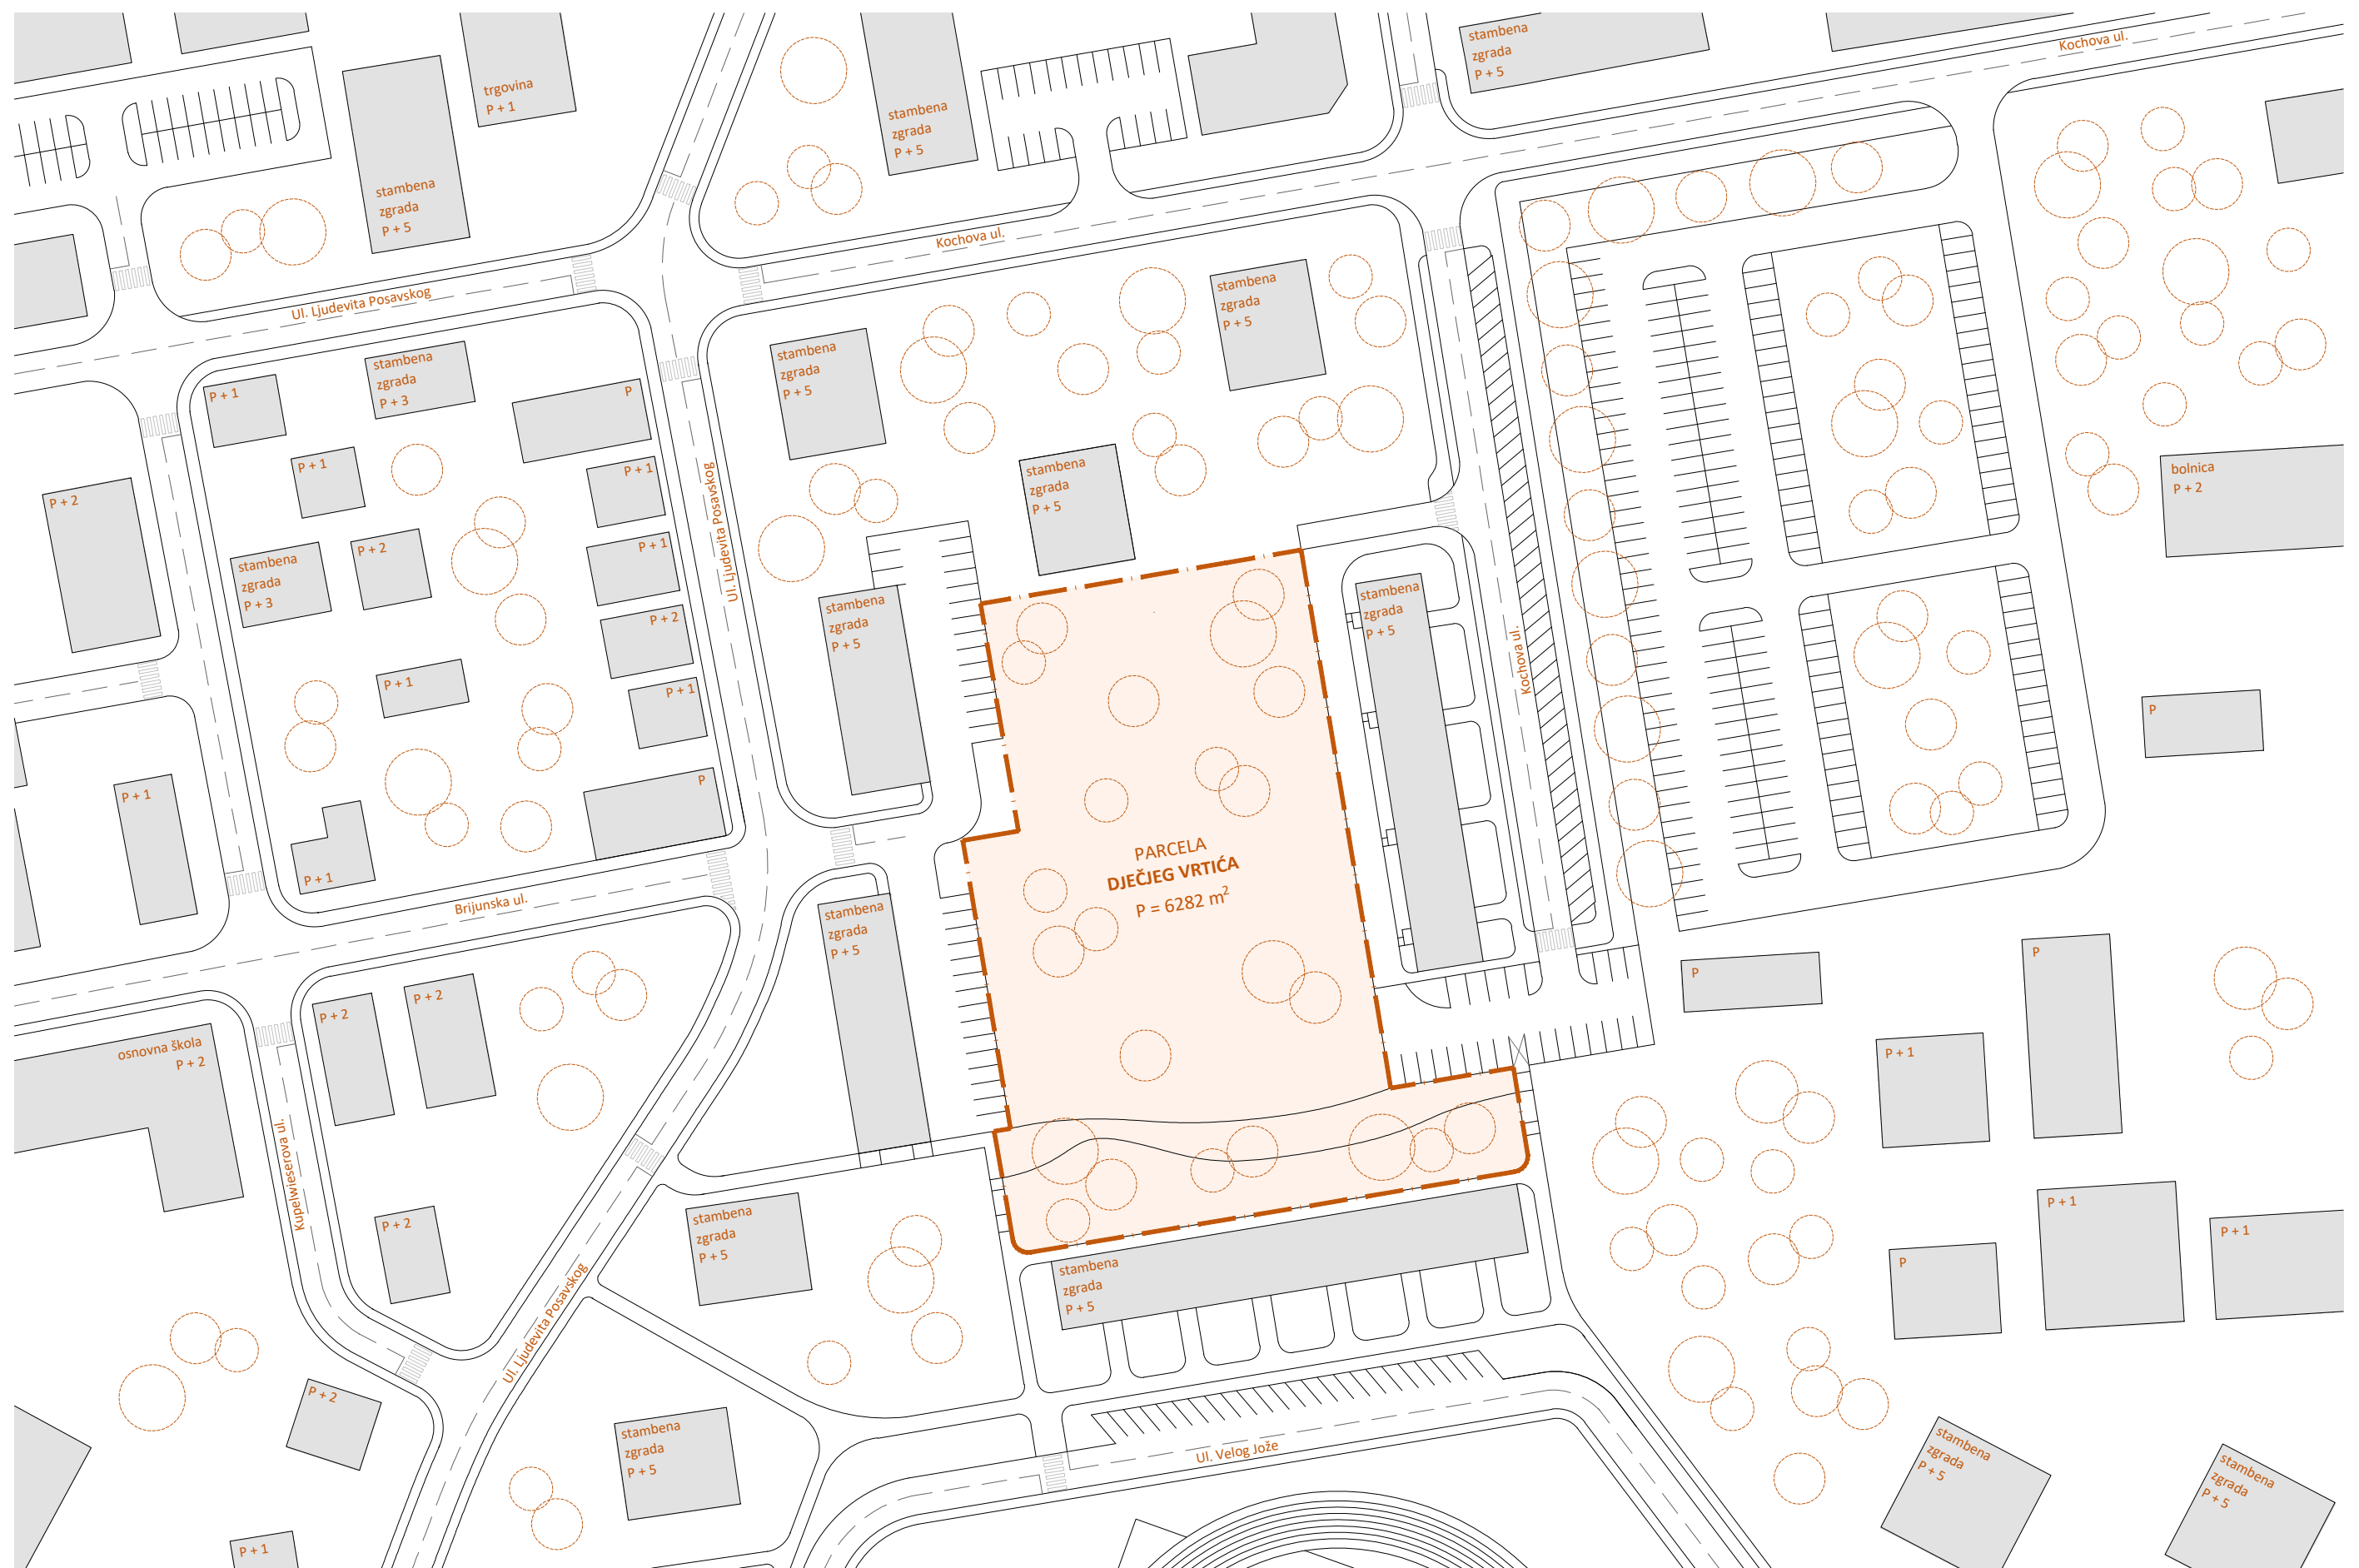 stambena
zgrada
P + 5
Kochova ul.
trgovina
P + 1
stambena
zgrada
P + 5
stambena
zgrada
P + 5
Kochova ul.
Ul. Ljudevita Posavskog
stambena
zgrada
P + 5
stambena
zgrada
P + 5
stambena
zgrada
P + 3
P + 1
P
P + 1
P + 1
stambena
zgrada
P + 5
bolnica
P + 2
P + 2
Ul. Ljudevita Posavskog
P + 2
P + 1
stambena
zgrada
P + 3
stambena
zgrada
P + 5
stambena
zgrada
P + 5
P + 2
Kochova ul.
P + 1
P + 1
P
P
P + 1
PARCELA
DJEČJEG VRTIĆA
P = 6282 m²
P + 1
Brijunska ul.
stambena
zgrada
P + 5
P
P
P + 2
P + 2
osnovna škola
P + 2
P + 1
Kupelwieserova ul.
P + 2
stambena
zgrada
P + 5
P + 1
P + 1
P
stambena
zgrada
P + 5
Ul. Ljudevita Posavskog
P + 2
stambena
zgrada
P + 5
Ul. Velog Jože
stambena
zgrada
P + 5
stambena
zgrada
P + 5
P + 1